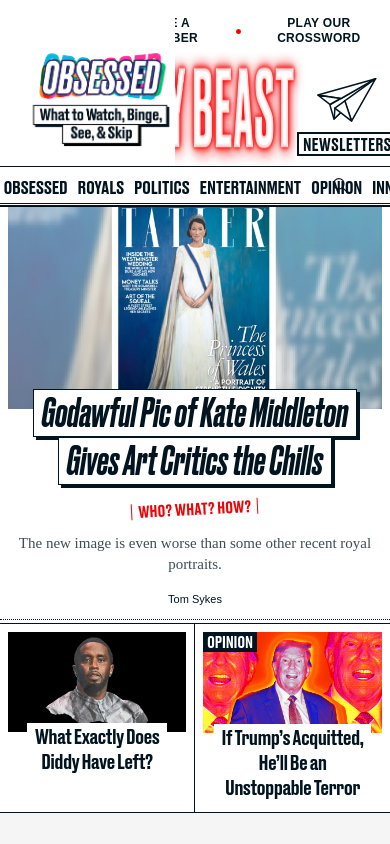 E A
BER
PLAY OUR
CROSSWORD
OBSESSED
What to Watch, Binge,
See, & Skip
Y BEAST
NEWSLETTERS
OBSESSED ROYALS POLITICS ENTERTAINMENT OPINION INN
TATLER
INSIDE THE
WEDDING
MONEY TALKS
ART OF THE
SQUEAL
The
Princess
of Wales
A PORTRAIT OF
STRENGTH & DIGNITY
Godawful Pic of Kate Middleton
Gives Art Critics the Chills
WHO? WHAT? HOW?
The new image is even worse than some other recent royal
portraits.
Tom Sykes
What Exactly Does
Diddy Have Left?
OPINION
If Trump’s Acquitted,
He’ll Be an
Unstoppable Terror